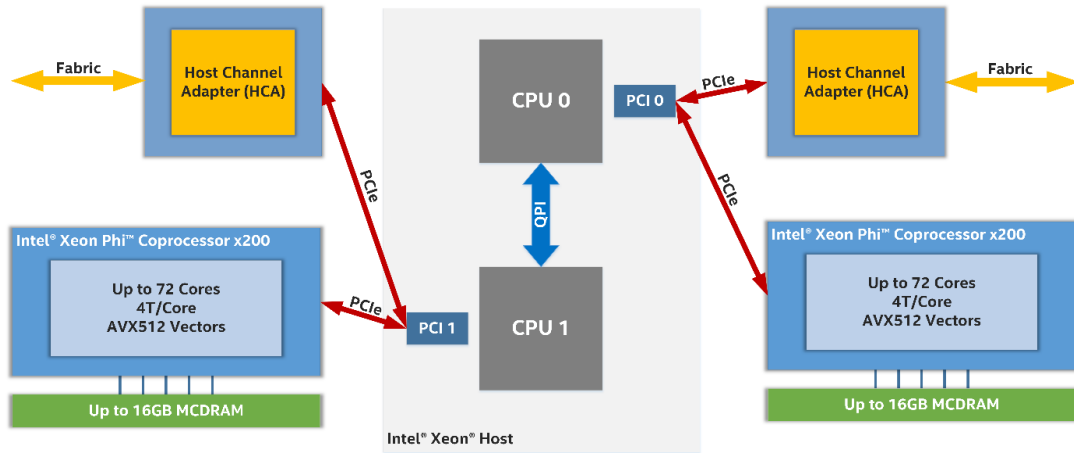 Fabric
Host Channel
Adapter (HCA)
PCIe
Intel® Xeon Phi™ Coprocessor x200
Up to 72 Cores
4T/Core
AVX512 Vectors
PCIe
Up to 16GB MCDRAM
CPU 0
PCI 0
QPI
PCI 1
CPU 1
Intel® Xeon® Host
PCIe
Host Channel
Adapter (HCA)
Fabric
PCIe
Intel® Xeon Phi™ Coprocessor x200
Up to 72 Cores
4T/Core
AVX512 Vectors
Up to 16GB MCDRAM